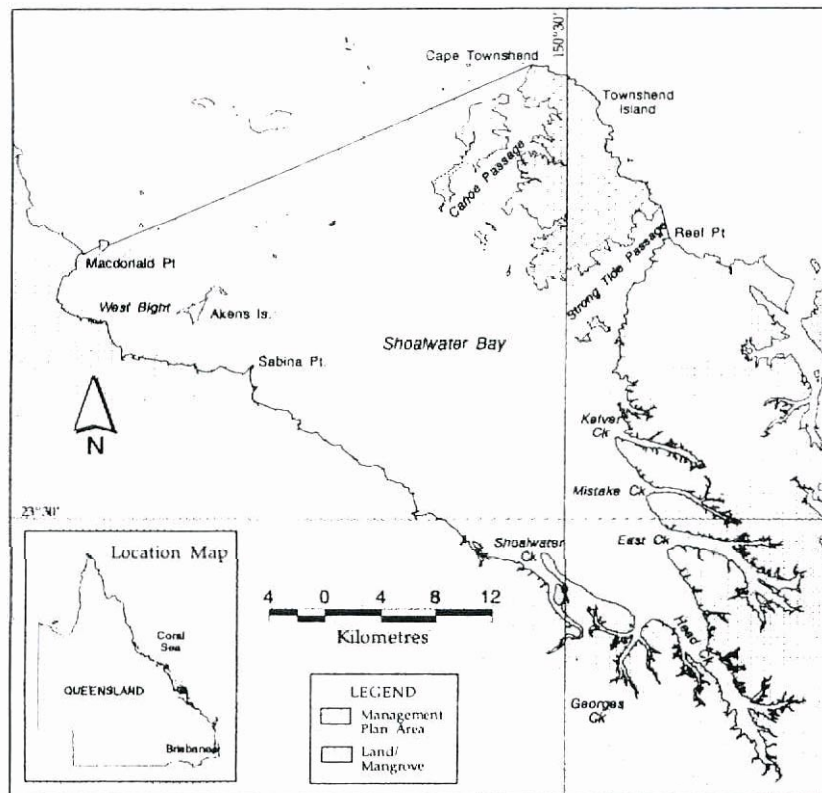 Cape Townshend
150°30'
Townshend
Island
Canoe Passage
Reef Pt
Strong Tide Passage
Macdonald Pt
West Bight
Akens Is.
Shoalwater Bay
Sabina Pt.
N
Kelver
Ck
Mistake Ck
23°30'
East Ck
Shoalwater
Ck
Head Ck
Georges
Ck
Location Map
Coral
Sea
QUEENSLAND
Brisbane
4 0 4 8 12
Kilometres
LEGEND
Management
Plan Area
Land/
Mangrove